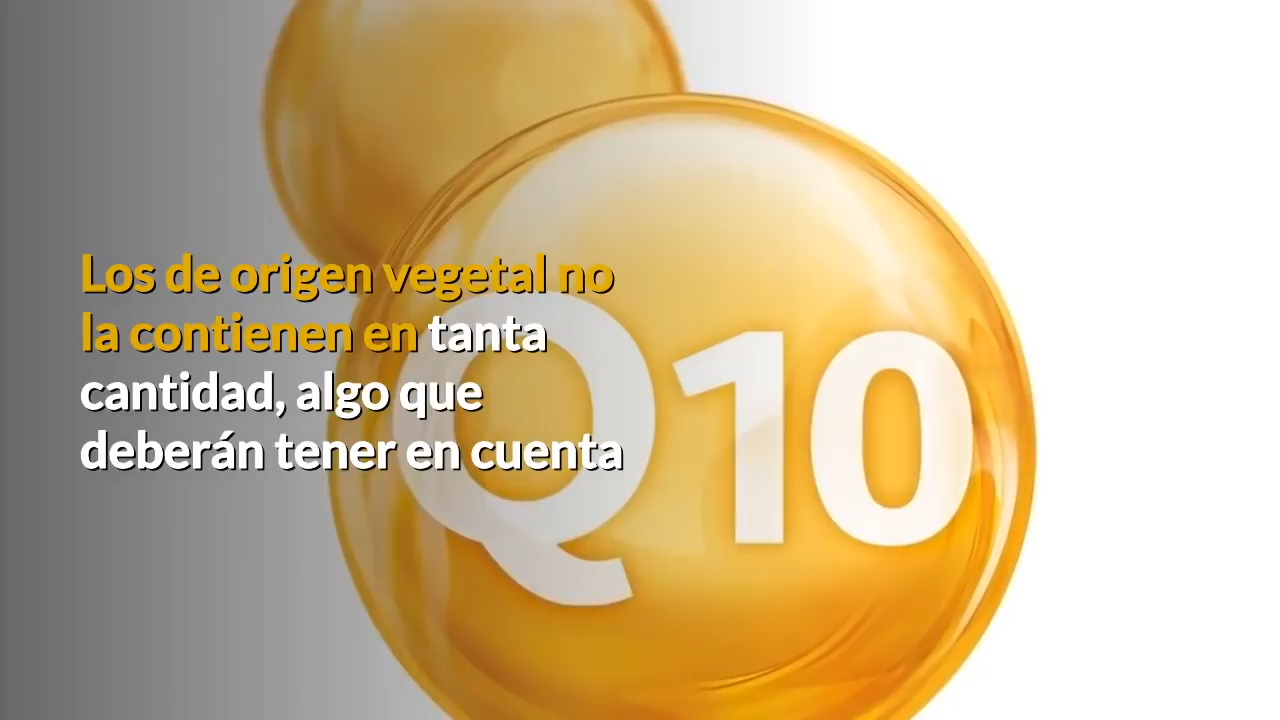 Los de origen vegetal no
la contienen en tanta
cantidad, algo que
deberán tener en cuenta
Q10